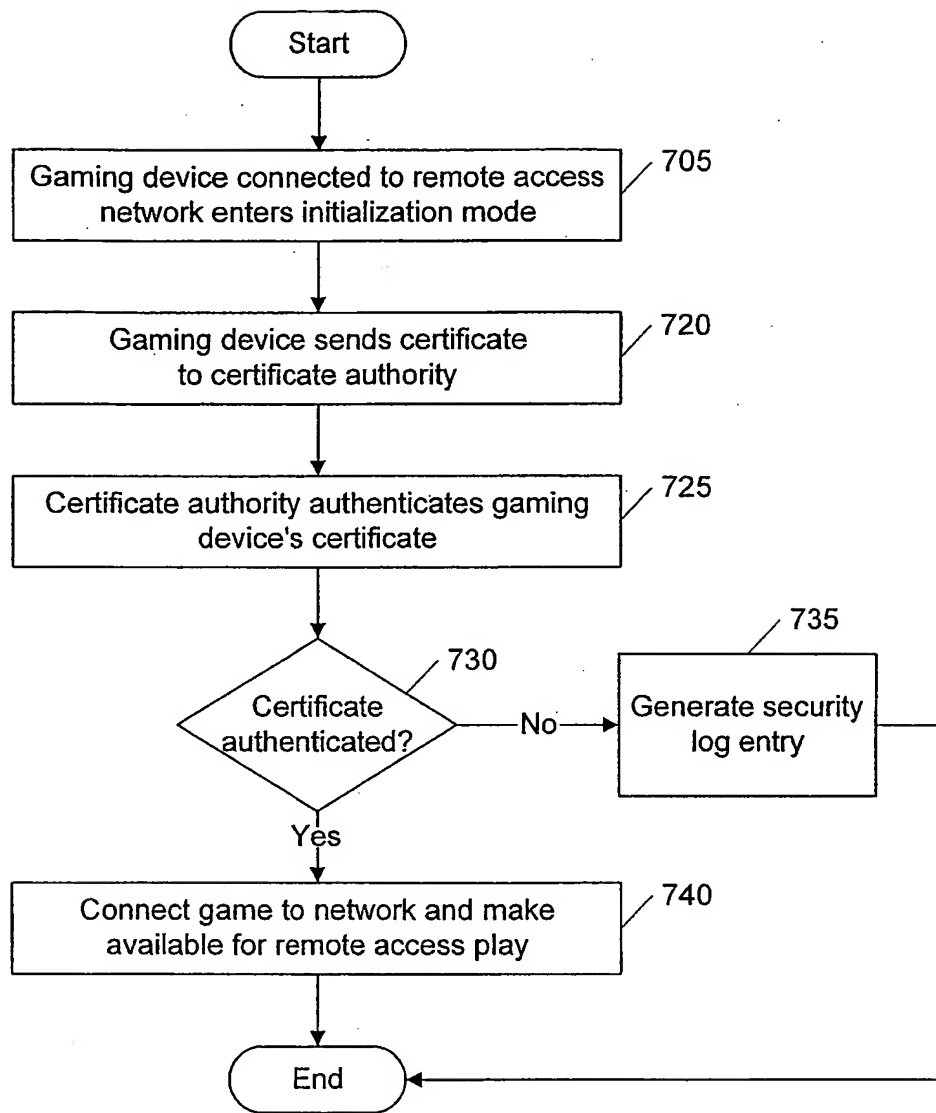 Start
705
Gaming device connected to remote access
network enters initialization mode
720
Gaming device sends certificate
to certificate authority
725
Certificate authority authenticates gaming
device's certificate
730
Certificate
authenticated?
No
735
Generate security
log entry
Yes
740
Connect game to network and make
available for remote access play
End